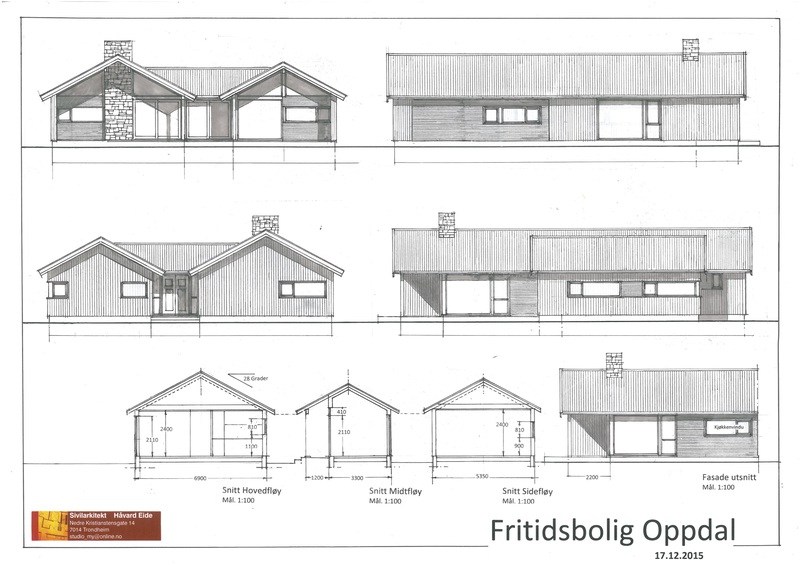 28 Grader
2400
2110
810
1100
6900
Snitt Hovedfløy
Mål. 1:100
410
2110
1200
3300
Snitt Midtfløy
Mål. 1:100
2400
810
900
5350
Snitt Sidefløy
Mål. 1:100
Kjøkkenvindu
2200
Fasade utsnitt
Mål. 1:100
Sivilarkitekt Håvard Eide
Nedre Kristianstensgate 14
7014 Trondheim
studio_my@online.no
Fritidsbolig Oppdal
17.12.2015